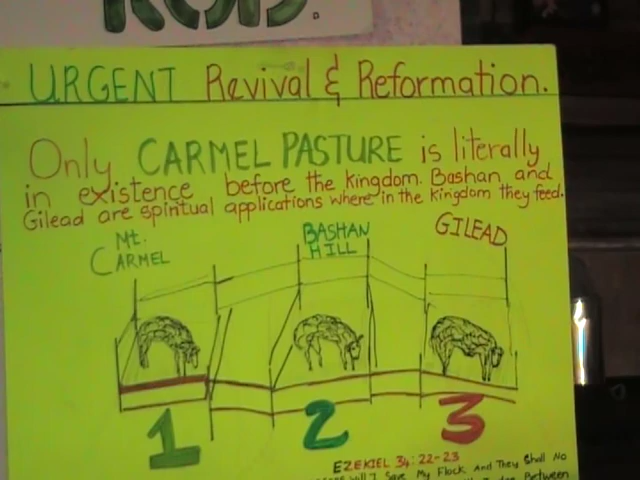 URGENT Revival & Reformation.
Only CARMEL PASTURE is literally
in existence before the kingdom. Bashan and
Gilead are spiritual applications where in the kingdom they feed.
Mt. CARMEL
BASHAN HILL
GILEAD
1 2 3
EZEKIEL 34:22-23
Will I Save My Flock And They Shall No
Between